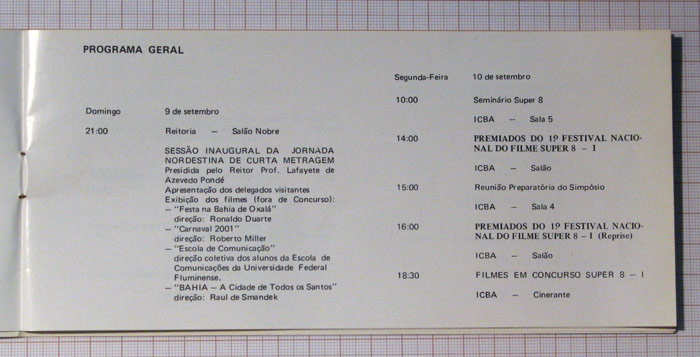 PROGRAMA GERAL
Domingo 9 de setembro
21:00 Reitoria — Salão Nobre
SESSÃO INAUGURAL DA JORNADA
NORDESTINA DE CURTA METRAGEM
Presidida pelo Reitor Prof. Lafayete de
Azevedo Pondé
Apresentação dos delegados visitantes
Exibição dos filmes (fora de Concurso):
— "Festa na Bahia de Oxalá"
direção: Ronaldo Duarte
— "Carnaval 2001"
direção: Roberto Miller
— "Escola de Comunicação"
direção coletiva dos alunos da Escola de
Comunicações da Universidade Federal
Fluminense.
— "BAHIA — A Cidade de Todos os Santos"
direção: Raul de Smandek
Segunda-Feira 10 de setembro
10:00 Seminário Super 8
ICBA — Sala 5
14:00 PREMIADOS DO 1º FESTIVAL NACIO-
NAL DO FILME SUPER 8 — I
ICBA — Salão
15:00 Reunião Preparatória do Simpósio
ICBA — Sala 4
16:00 PREMIADOS DO 1º FESTIVAL NACIO-
NAL DO FILME SUPER 8 — I (Reprise)
ICBA — Salão
18:30 FILMES EM CONCURSO SUPER 8 — I
ICBA — Cinerante